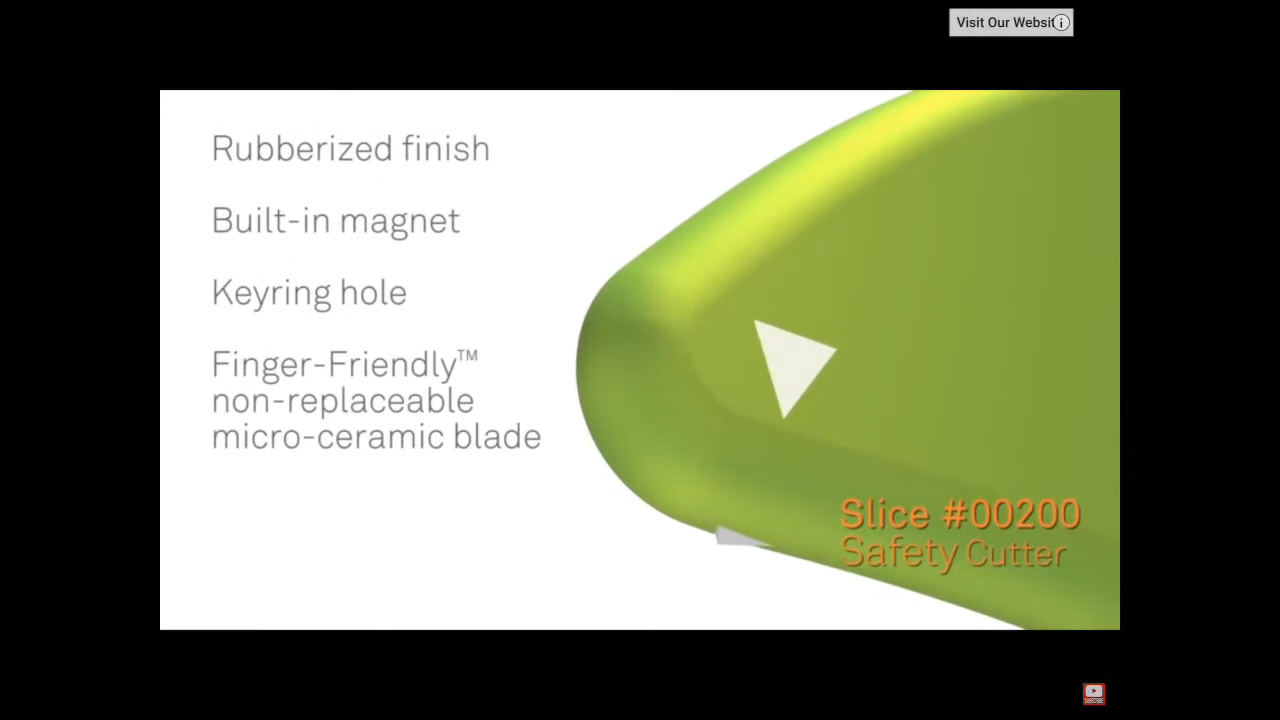 Visit Our Websit
Rubberized finish
Built-in magnet
Keyring hole
Finger-Friendly™
non-replaceable
micro-ceramic blade
Slice #00200
Safety Cutter
SUBSCRIBE